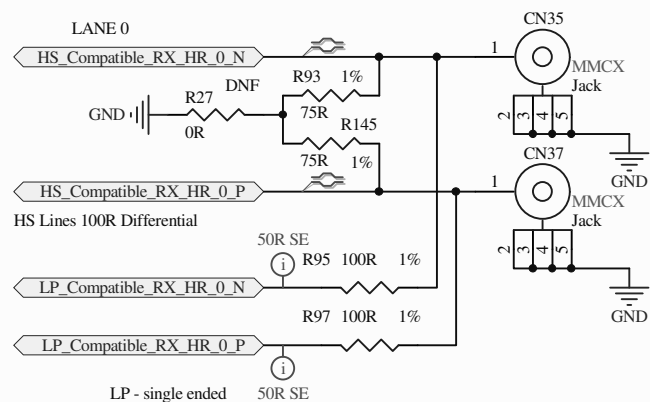 LANE 0
CN35
HS_Compatible_RX_HR_0_N
1
MMCX
Jack
DNF
R93 1%
75R
GND
R27
0R
R145
75R 1%
2 3 4 5
GND
CN37
HS_Compatible_RX_HR_0_P
1
MMCX
Jack
HS Lines 100R Differential
50R SE
i
2 3 4 5
R95 100R 1%
LP_Compatible_RX_HR_0_N
GND
R97 100R 1%
LP_Compatible_RX_HR_0_P
i
LP - single ended
50R SE